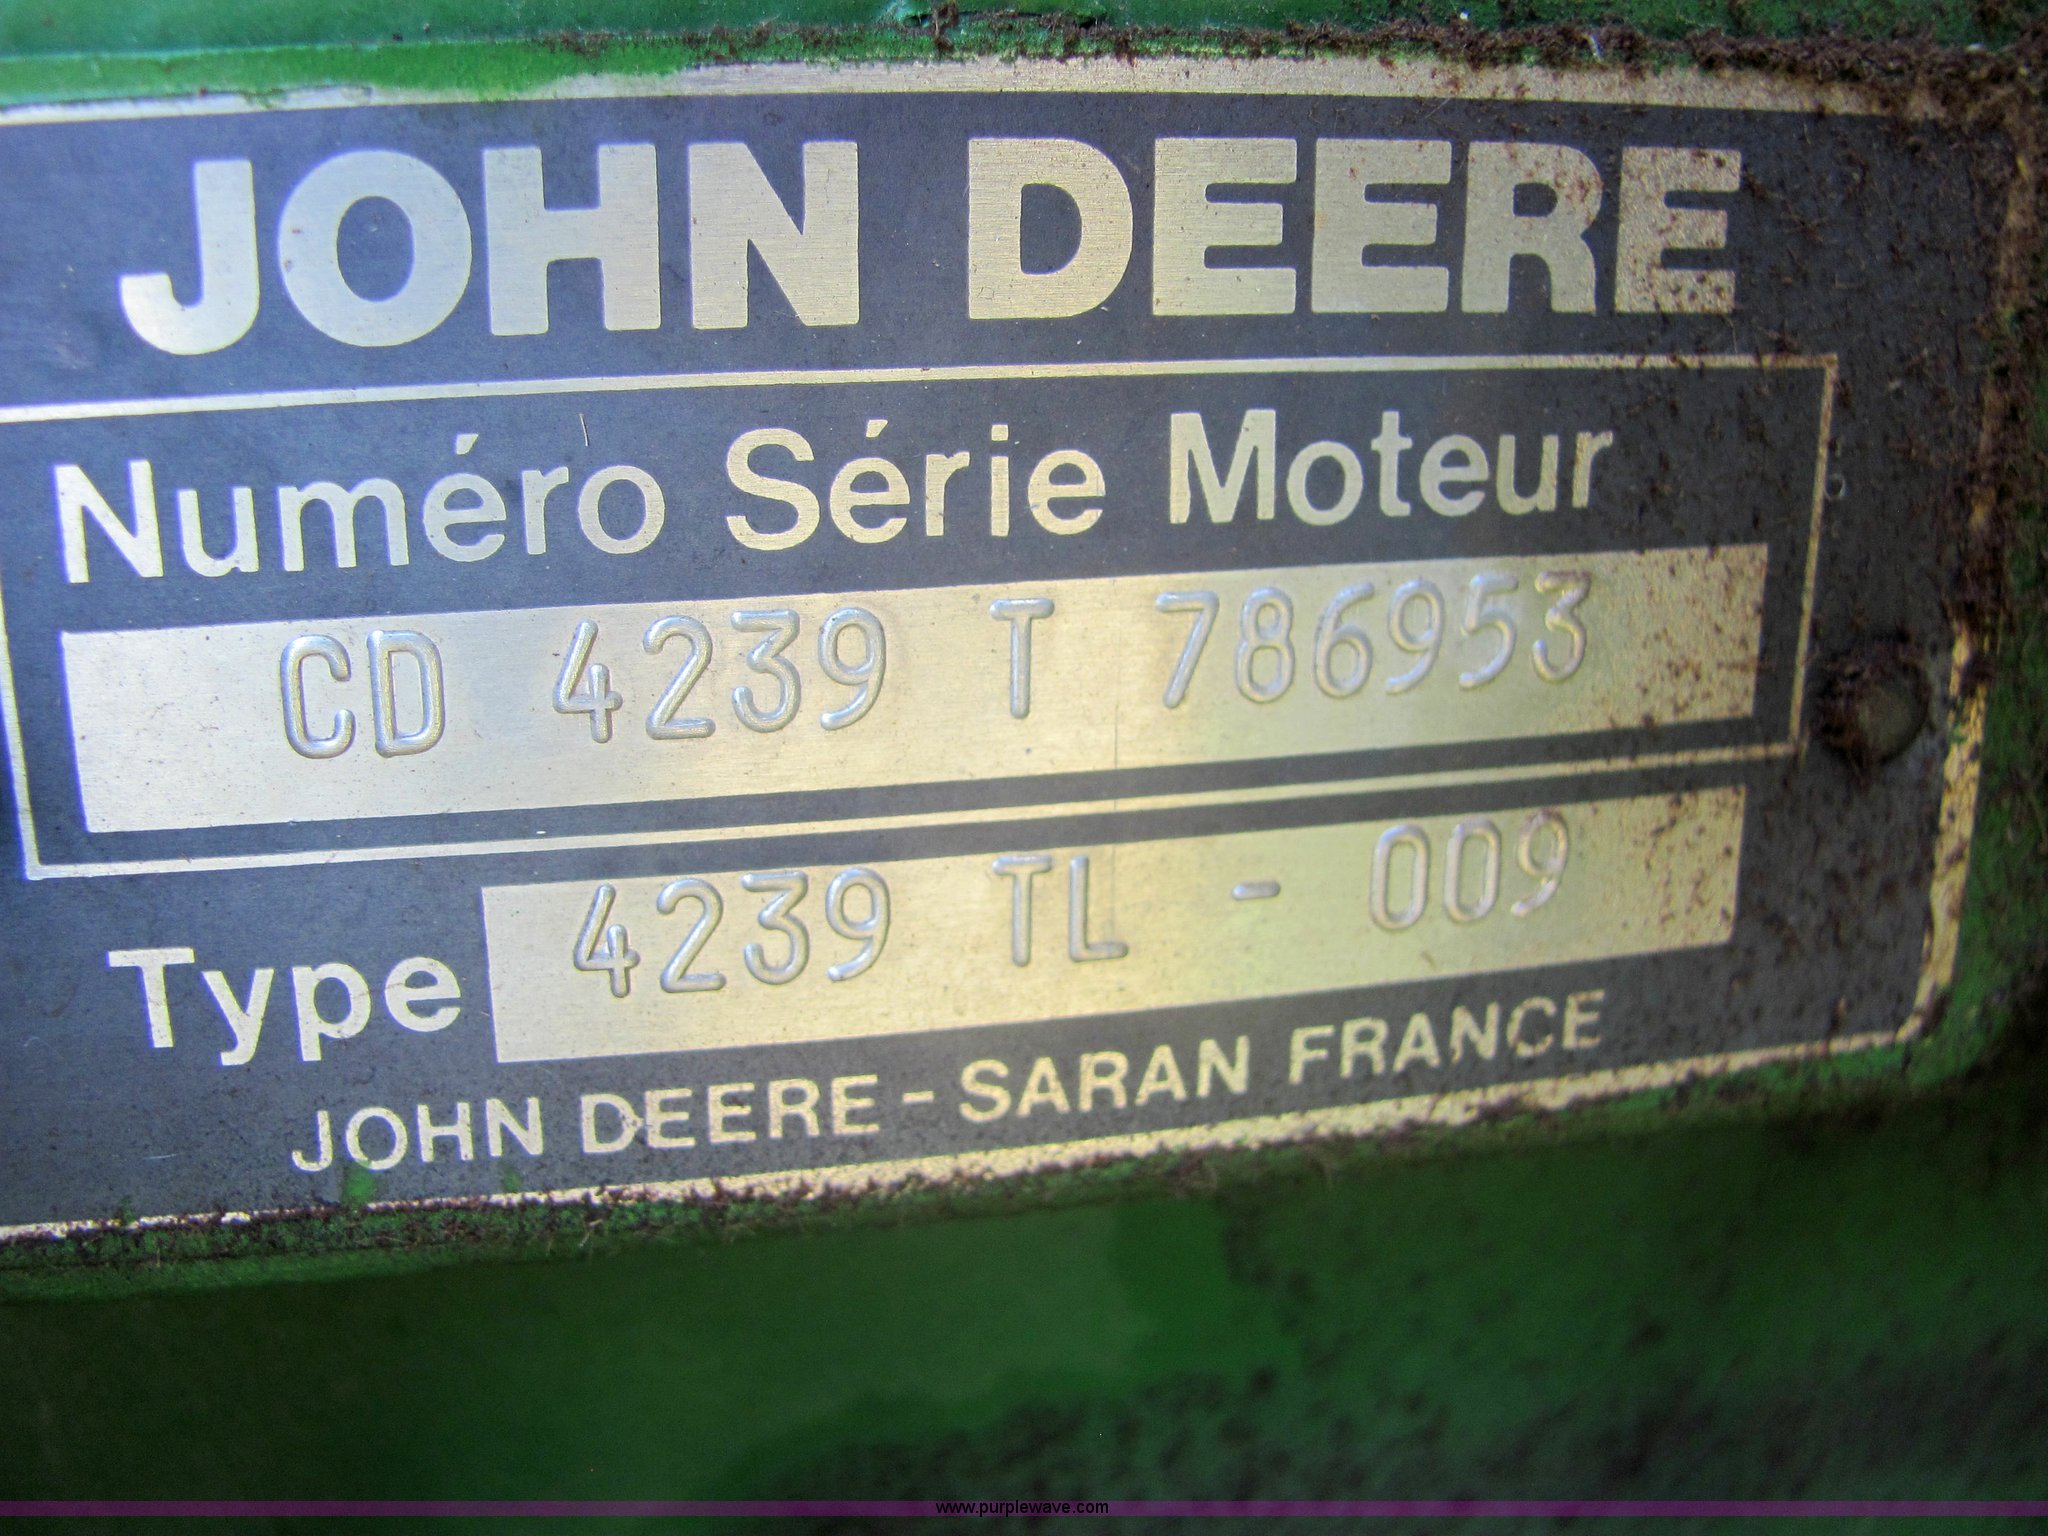 JOHN DEERE
Numéro Série Moteur
CD 4239 T 786953
Type 4239 TL - 009
JOHN DEERE - SARAN FRANCE
www.purplewave.com